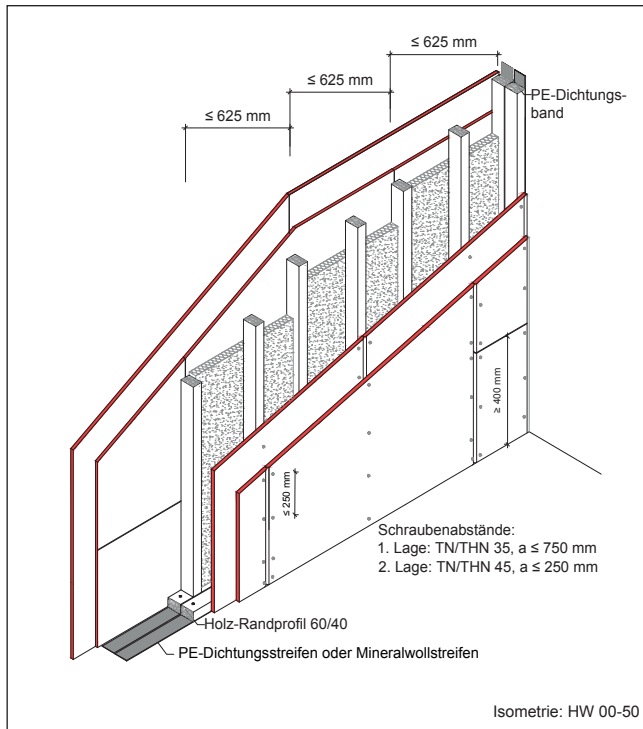 ≤ 625 mm
≤ 625 mm
≤ 625 mm
PE-Dichtungs-
band
≥ 400 mm
≤ 250 mm
Schraubenabstände:
1. Lage: TN/THN 35, a ≤ 750 mm
2. Lage: TN/THN 45, a ≤ 250 mm
Holz-Randprofil 60/40
PE-Dichtungsstreifen oder Mineralwollstreifen
Isometrie: HW 00-50